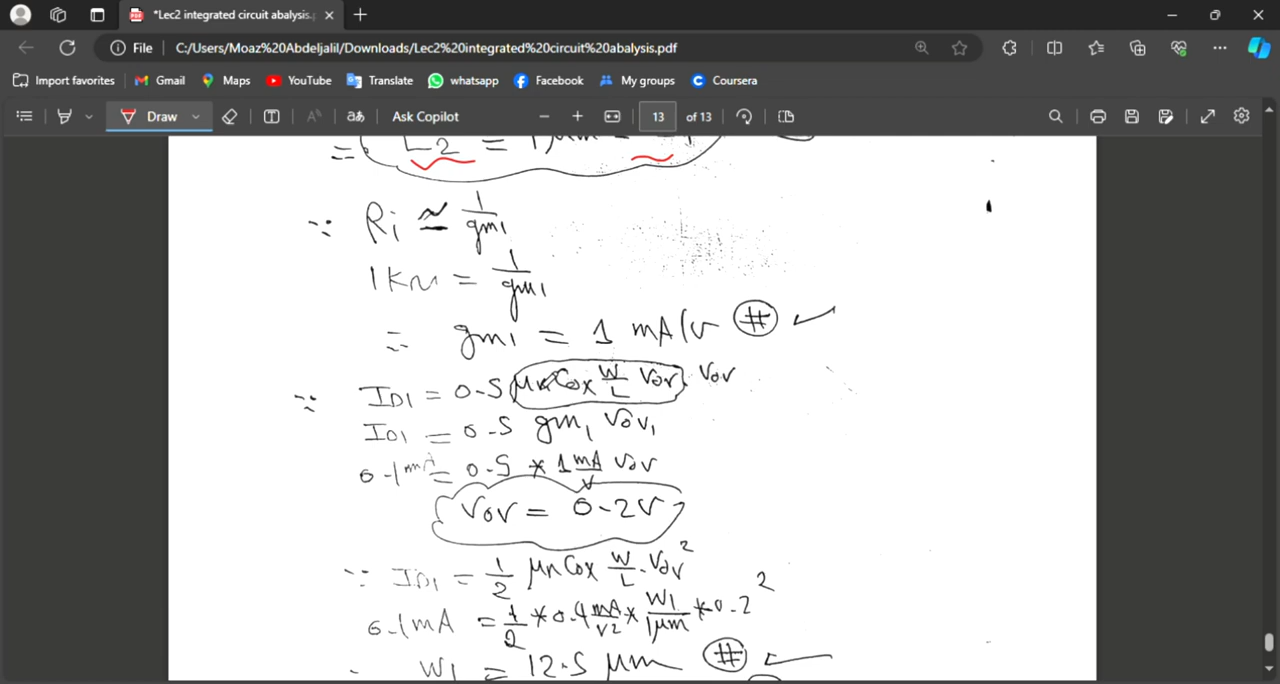 *Lec2 integrated circuit abalysis.p
File C:/Users/Moaz%20Abdeljalil/Downloads/Lec2%20integrated%20circuit%20abalysis.pdf
Import favorites Gmail Maps YouTube Translate whatsapp Facebook My groups Coursera
Draw aあ Ask Copilot 13 of 13
= L2 = 1μm
∵ Ri ≃ 1/gm1
1KΩ = 1/gm1
∴ gm1 = 1 mA/V #
∵ ID1 = 0.5 μnCox W/L Vov. Vov
ID1 = 0.5 gm1 Vov1
0.1mA = 0.5 * 1 mA/V Vov
Vov = 0.2V
∵ ID1 = 1/2 μnCox W/L . Vov²
0.1mA = 1/2 * 0.4 mA/V² * W1/1μm * 0.2²
W1 = 12.5 μm #